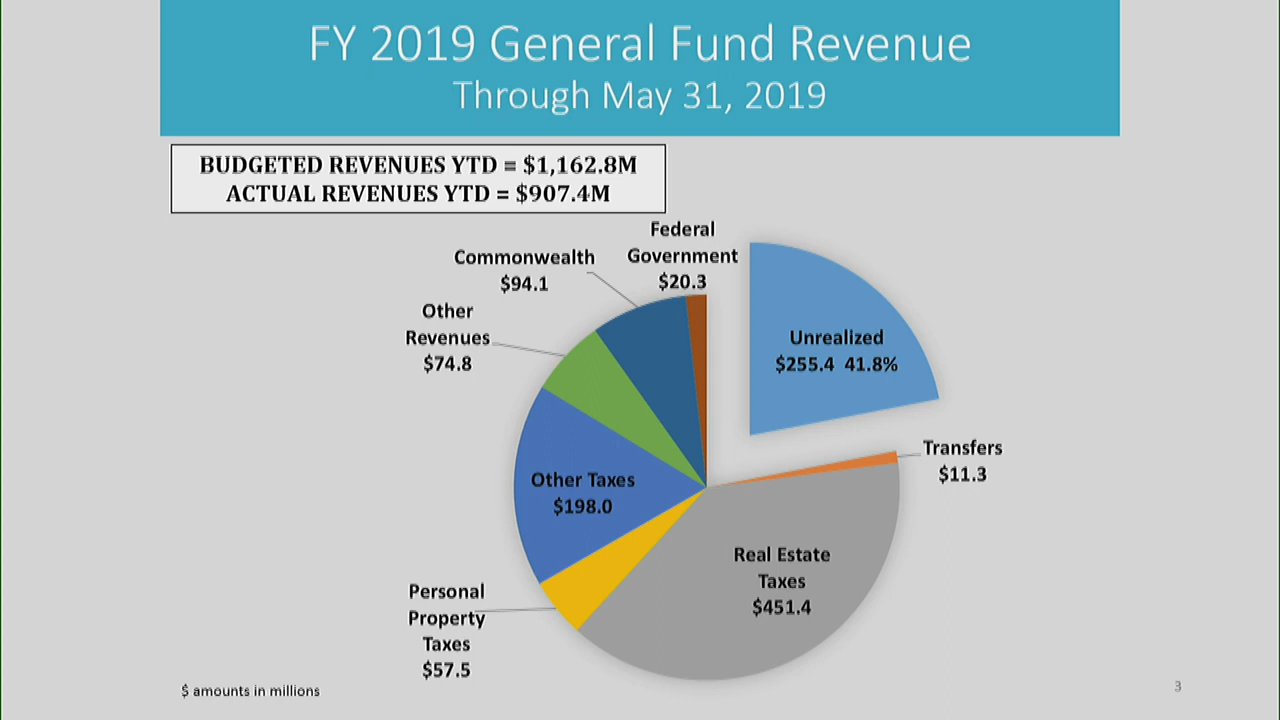 FY 2019 General Fund Revenue
Through May 31, 2019
BUDGETED REVENUES YTD = $1,162.8M
ACTUAL REVENUES YTD = $907.4M
Federal
Government
$20.3
Commonwealth
$94.1
Other
Revenues
$74.8
Unrealized
$255.4 41.8%
Transfers
$11.3
Other Taxes
$198.0
Real Estate
Taxes
$451.4
Personal
Property
Taxes
$57.5
$ amounts in millions
3